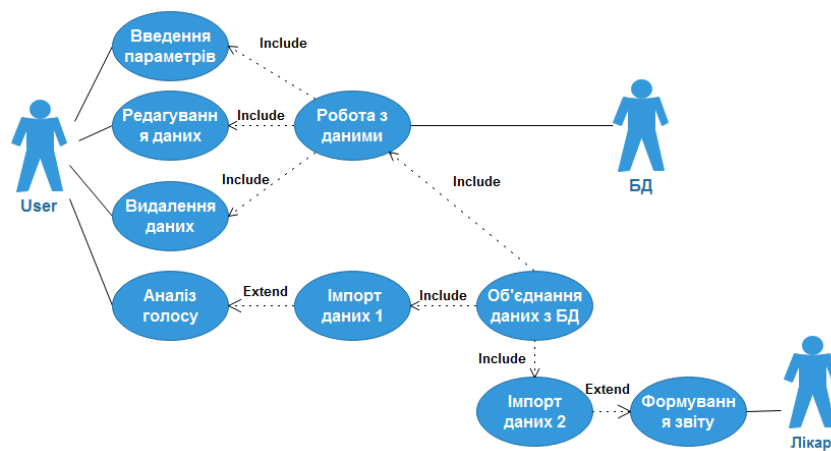 Введення
параметрів
Include
Редагуванн
я даних
Include
Робота з
даними
User
БД
Include
Include
Видалення
даних
Аналіз
голосу
Extend
Імпорт
даних 1
Include
Об'єднання
даних з БД
Include
Імпорт
даних 2
Extend
Формуванн
я звіту
Лікар